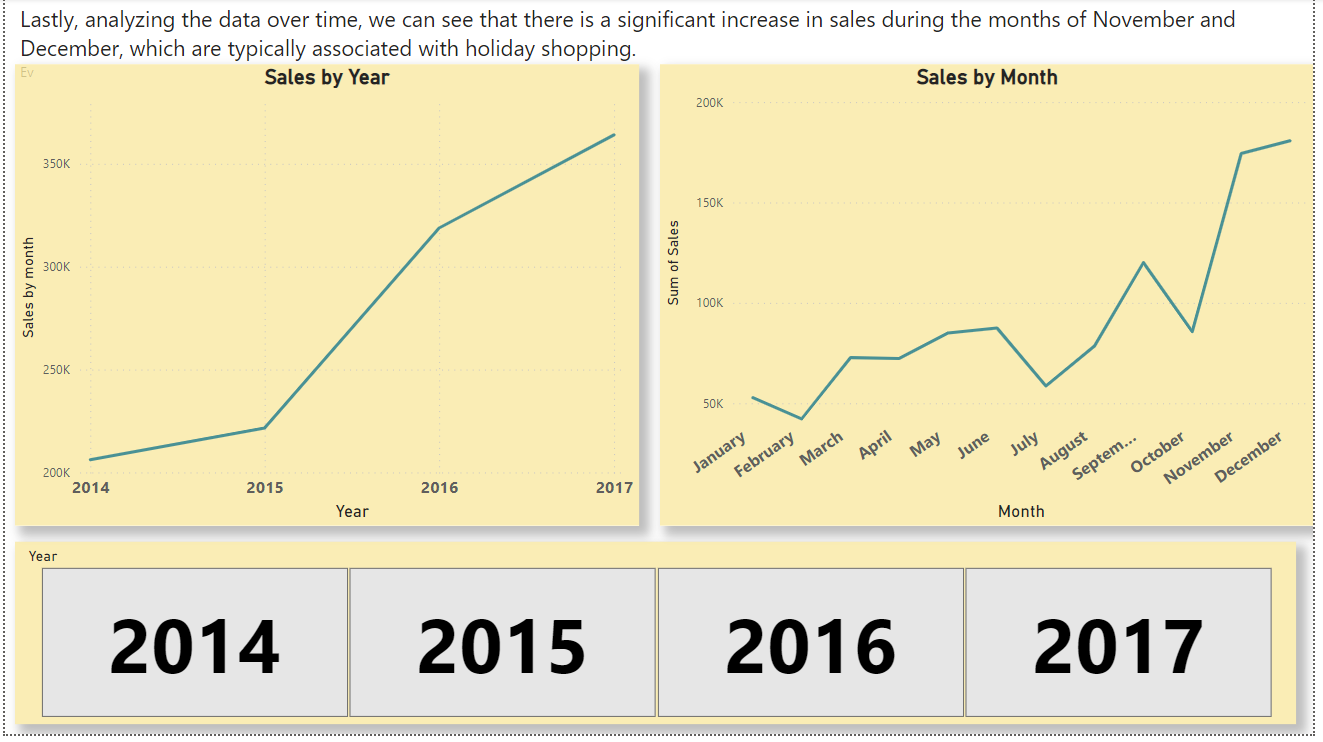 Lastly, analyzing the data over time, we can see that there is a significant increase in sales during the months of November and
December, which are typically associated with holiday shopping.
Ev
Sales by Year
Sales by month
350K
300K
250K
200K
2014 2015 2016 2017
Year
Sales by Month
Sum of Sales
200K
150K
100K
50K
January February March April May June July August Septem... October November December
Month
Year
2014 2015 2016 2017